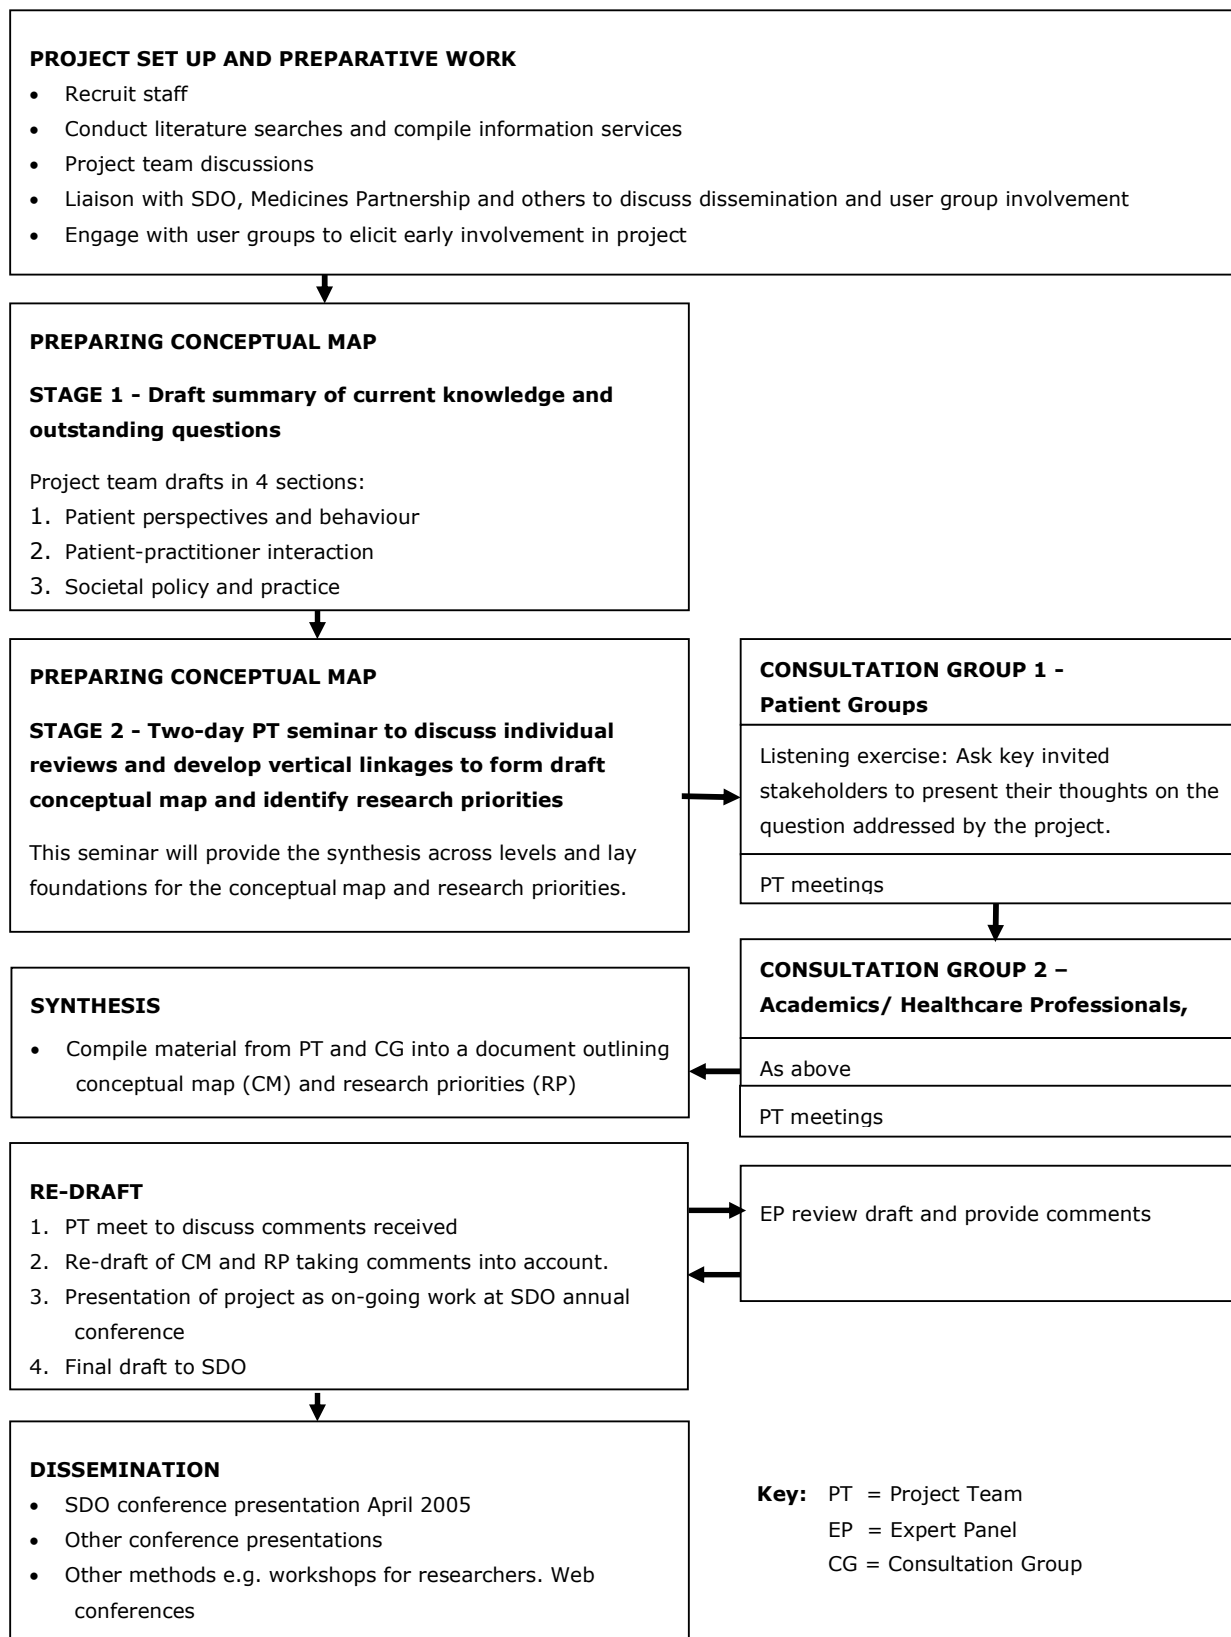 PROJECT SET UP AND PREPARATIVE WORK
• Recruit staff
• Conduct literature searches and compile information services
• Project team discussions
• Liaison with SDO, Medicines Partnership and others to discuss dissemination and user group involvement
• Engage with user groups to elicit early involvement in project
PREPARING CONCEPTUAL MAP
STAGE 1 - Draft summary of current knowledge and
outstanding questions
Project team drafts in 4 sections:
1. Patient perspectives and behaviour
2. Patient-practitioner interaction
3. Societal policy and practice
PREPARING CONCEPTUAL MAP
STAGE 2 - Two-day PT seminar to discuss individual
reviews and develop vertical linkages to form draft
conceptual map and identify research priorities
This seminar will provide the synthesis across levels and lay
foundations for the conceptual map and research priorities.
CONSULTATION GROUP 1 -
Patient Groups
Listening exercise: Ask key invited
stakeholders to present their thoughts on the
question addressed by the project.
PT meetings
CONSULTATION GROUP 2 –
Academics/ Healthcare Professionals,
As above
PT meetings
SYNTHESIS
• Compile material from PT and CG into a document outlining
conceptual map (CM) and research priorities (RP)
RE-DRAFT
1. PT meet to discuss comments received
2. Re-draft of CM and RP taking comments into account.
3. Presentation of project as on-going work at SDO annual
conference
4. Final draft to SDO
EP review draft and provide comments
DISSEMINATION
• SDO conference presentation April 2005
• Other conference presentations
• Other methods e.g. workshops for researchers. Web
conferences
Key: PT = Project Team
EP = Expert Panel
CG = Consultation Group